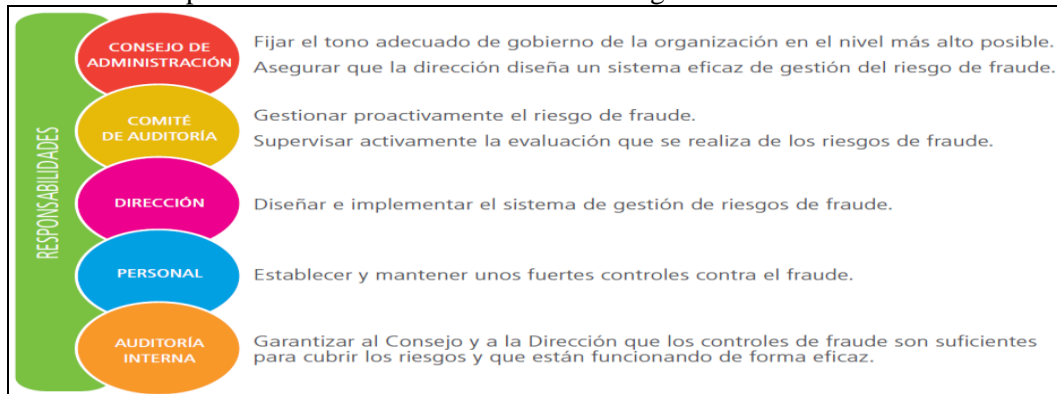 RESPONSABILIDADES
CONSEJO DE
ADMINISTRACIÓN
Fijar el tono adecuado de gobierno de la organización en el nivel más alto posible.
Asegurar que la dirección diseña un sistema eficaz de gestión del riesgo de fraude.
COMITÉ
DE AUDITORÍA
Gestionar proactivamente el riesgo de fraude.
Supervisar activamente la evaluación que se realiza de los riesgos de fraude.
DIRECCIÓN
Diseñar e implementar el sistema de gestión de riesgos de fraude.
PERSONAL
Establecer y mantener unos fuertes controles contra el fraude.
AUDITORÍA
INTERNA
Garantizar al Consejo y a la Dirección que los controles de fraude son suficientes
para cubrir los riesgos y que están funcionando de forma eficaz.